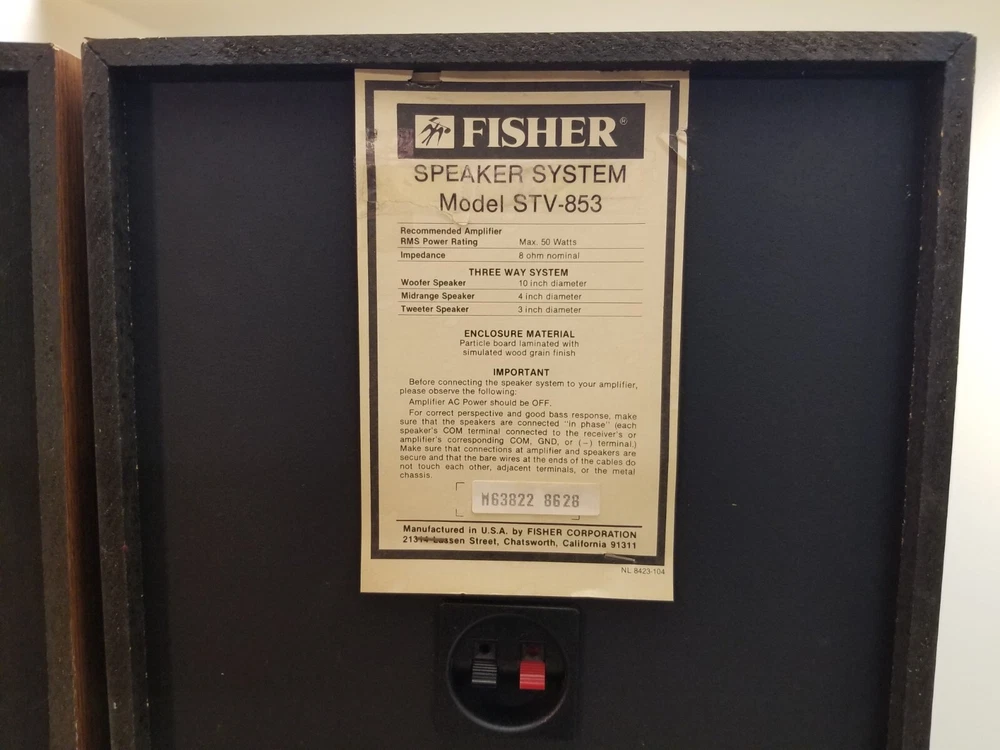 FISHER®
SPEAKER SYSTEM
Model STV-853
Recommended Amplifier
RMS Power Rating Max. 50 Watts
Impedance 8 ohm nominal
THREE WAY SYSTEM
Woofer Speaker 10 inch diameter
Midrange Speaker 4 inch diameter
Tweeter Speaker 3 inch diameter
ENCLOSURE MATERIAL
Particle board laminated with
simulated wood grain finish
IMPORTANT
Before connecting the speaker system to your amplifier,
please observe the following:
Amplifier AC Power should be OFF.
For correct perspective and good bass response, make
sure that the speakers are connected "in phase" (each
speaker's COM terminal connected to the receiver's or
amplifier's corresponding COM, GND, or (−) terminal.)
Make sure that connections at amplifier and speakers are
secure and that the bare wires at the ends of the cables do
not touch each other, adjacent terminals, or the metal
chassis.
M63822 8628
Manufactured in U.S.A. by FISHER CORPORATION
21314 Lassen Street, Chatsworth, California 91311
NL 8423-104